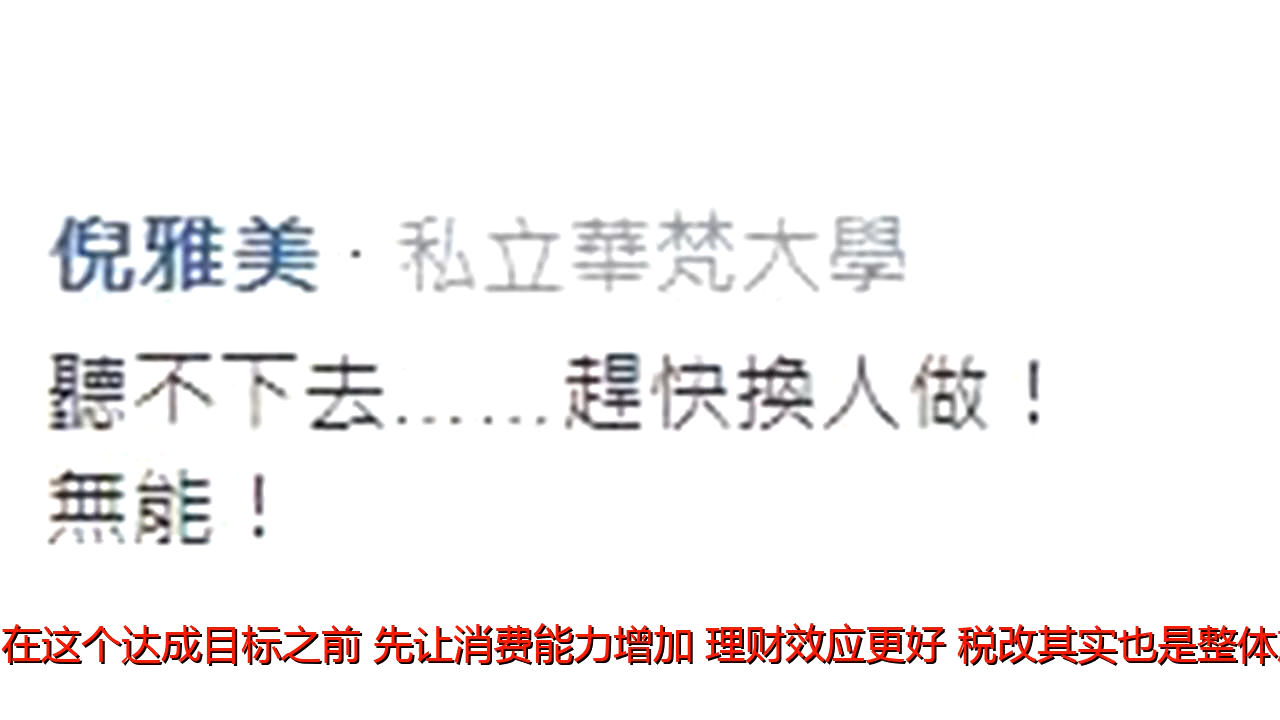 倪雅美 · 私立華梵大學
聽不下去……趕快換人做！
無能！
在这个达成目标之前 先让消费能力增加 理财效应更好 税改其实也是整体